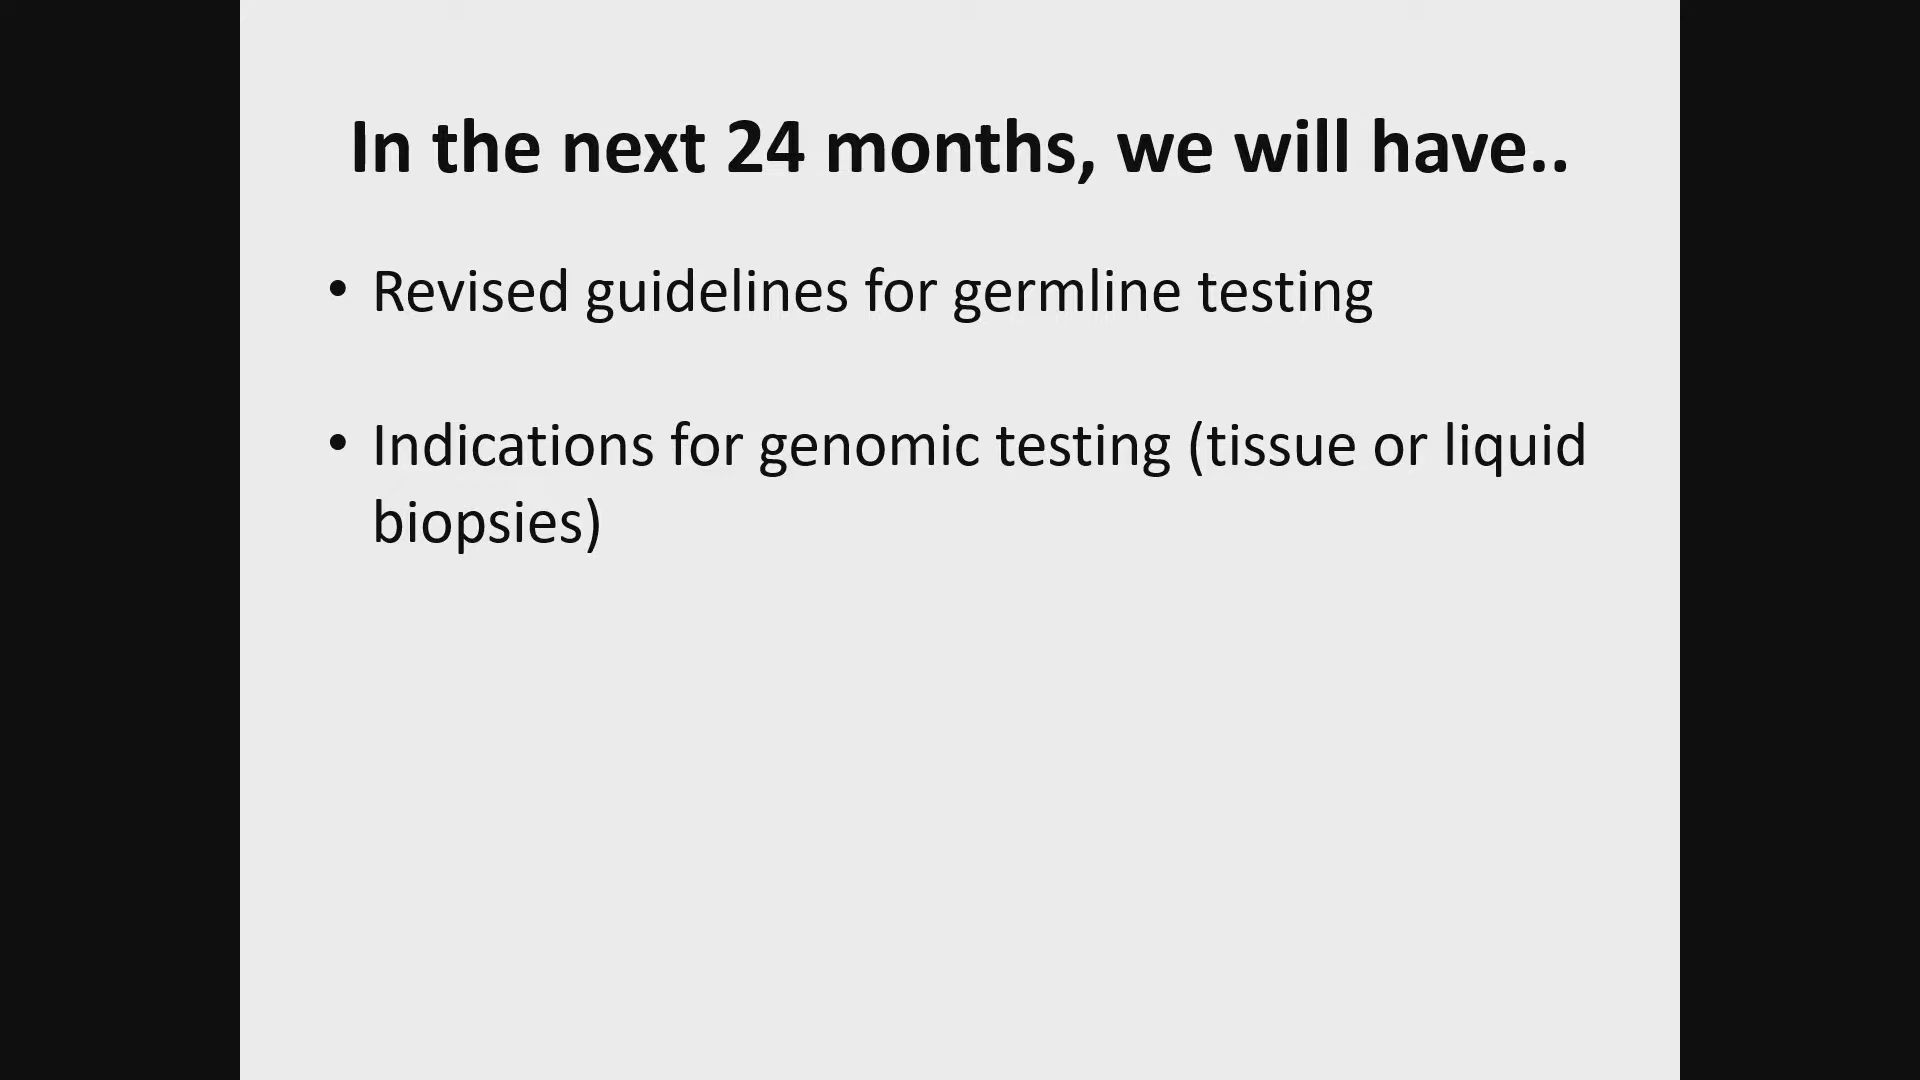 In the next 24 months, we will have..
• Revised guidelines for germline testing
• Indications for genomic testing (tissue or liquid
biopsies)